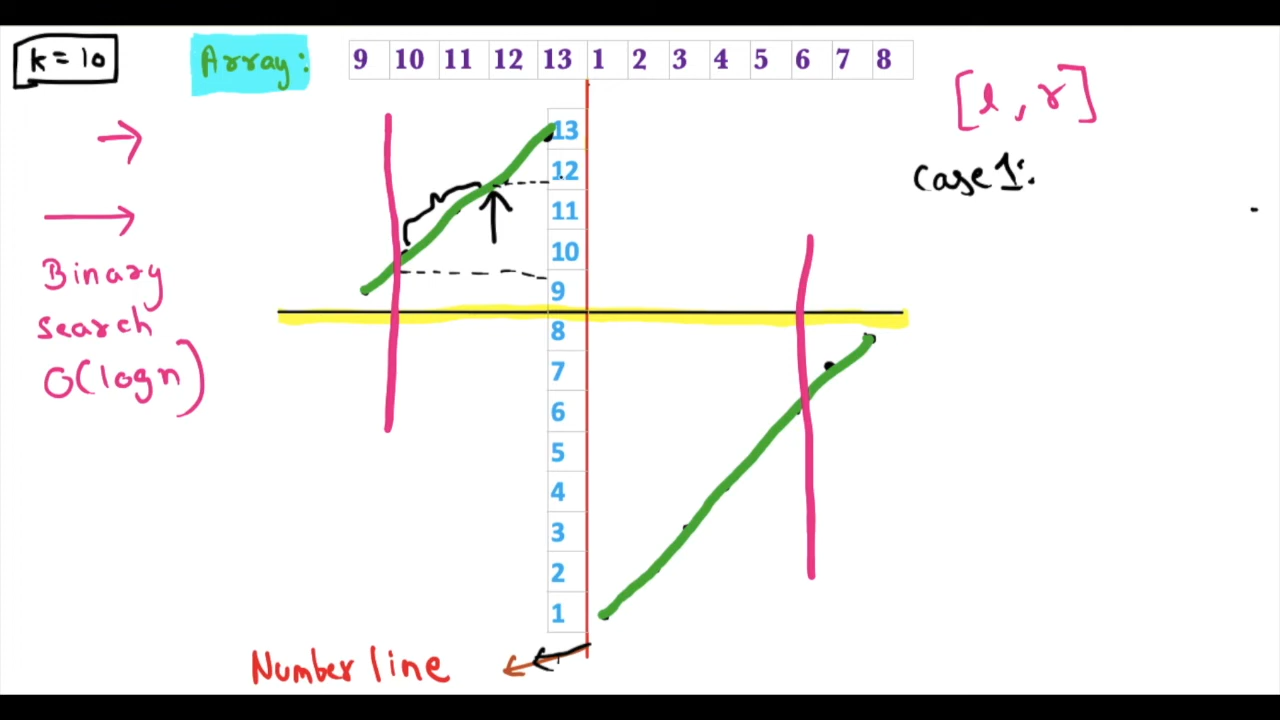 k = 10
Array: 9 10 11 12 13 1 2 3 4 5 6 7 8
[l, r]
Case 1:
13
12
11
10
9
8
7
6
5
4
3
2
1
Binary
search
O(logn)
Number line